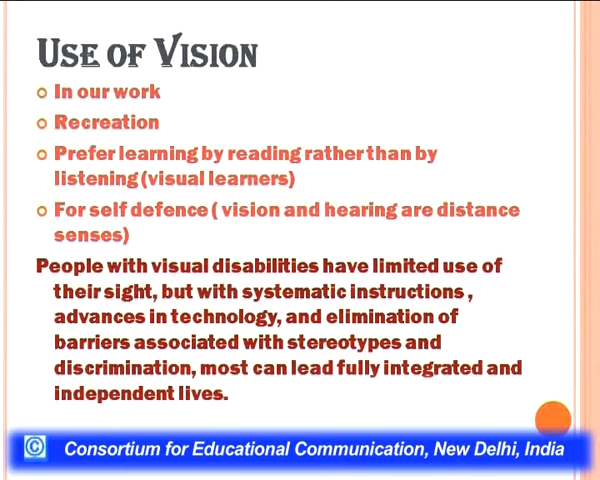 Use of Vision
In our work
Recreation
Prefer learning by reading rather than by
listening (visual learners)
For self defence ( vision and hearing are distance
senses)
People with visual disabilities have limited use of
their sight, but with systematic instructions ,
advances in technology, and elimination of
barriers associated with stereotypes and
discrimination, most can lead fully integrated and
independent lives.
© Consortium for Educational Communication, New Delhi, India